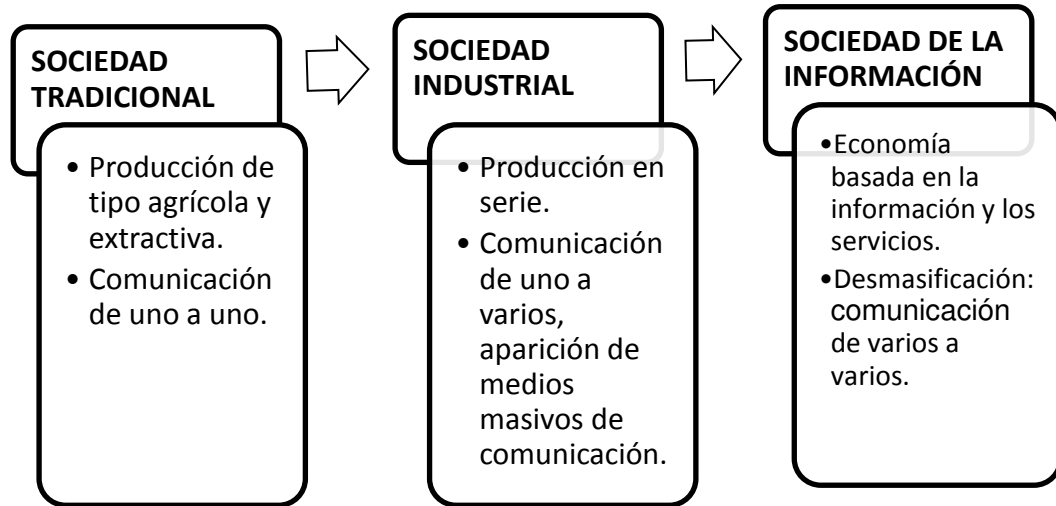 SOCIEDAD
TRADICIONAL
• Producción de
tipo agrícola y
extractiva.
• Comunicación
de uno a uno.
SOCIEDAD
INDUSTRIAL
• Producción en
serie.
• Comunicación
de uno a
varios,
aparición de
medios
masivos de
comunicación.
SOCIEDAD DE LA
INFORMACIÓN
•Economía
basada en la
información y los
servicios.
•Desmasificación:
comunicación
de varios a
varios.